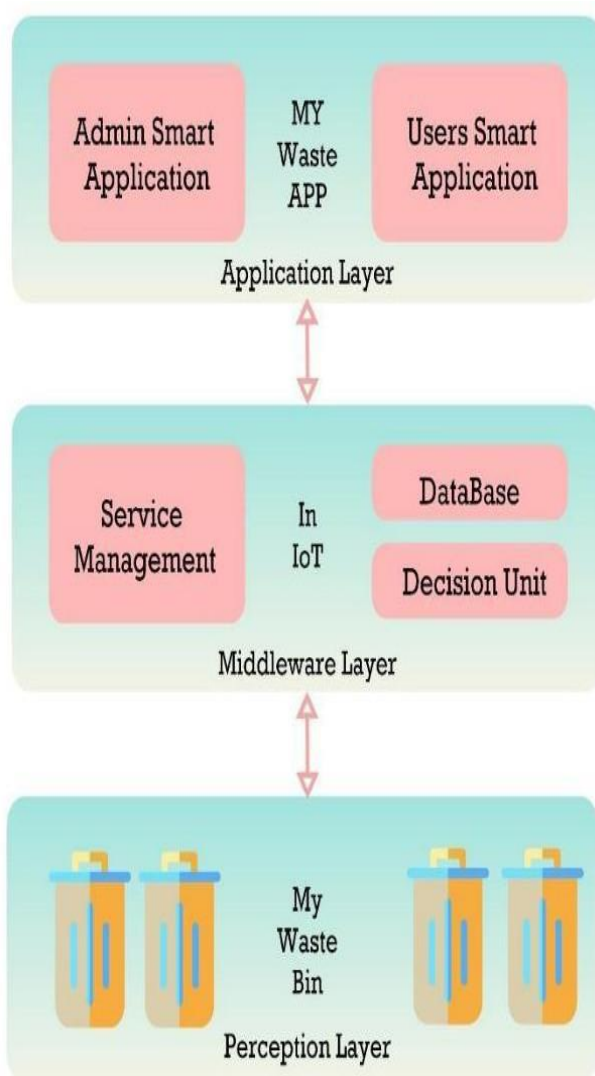 Admin Smart
Application
MY
Waste
APP
Users Smart
Application
Application Layer
Service
Management
In
IoT
DataBase
Decision Unit
Middleware Layer
My
Waste
Bin
Perception Layer